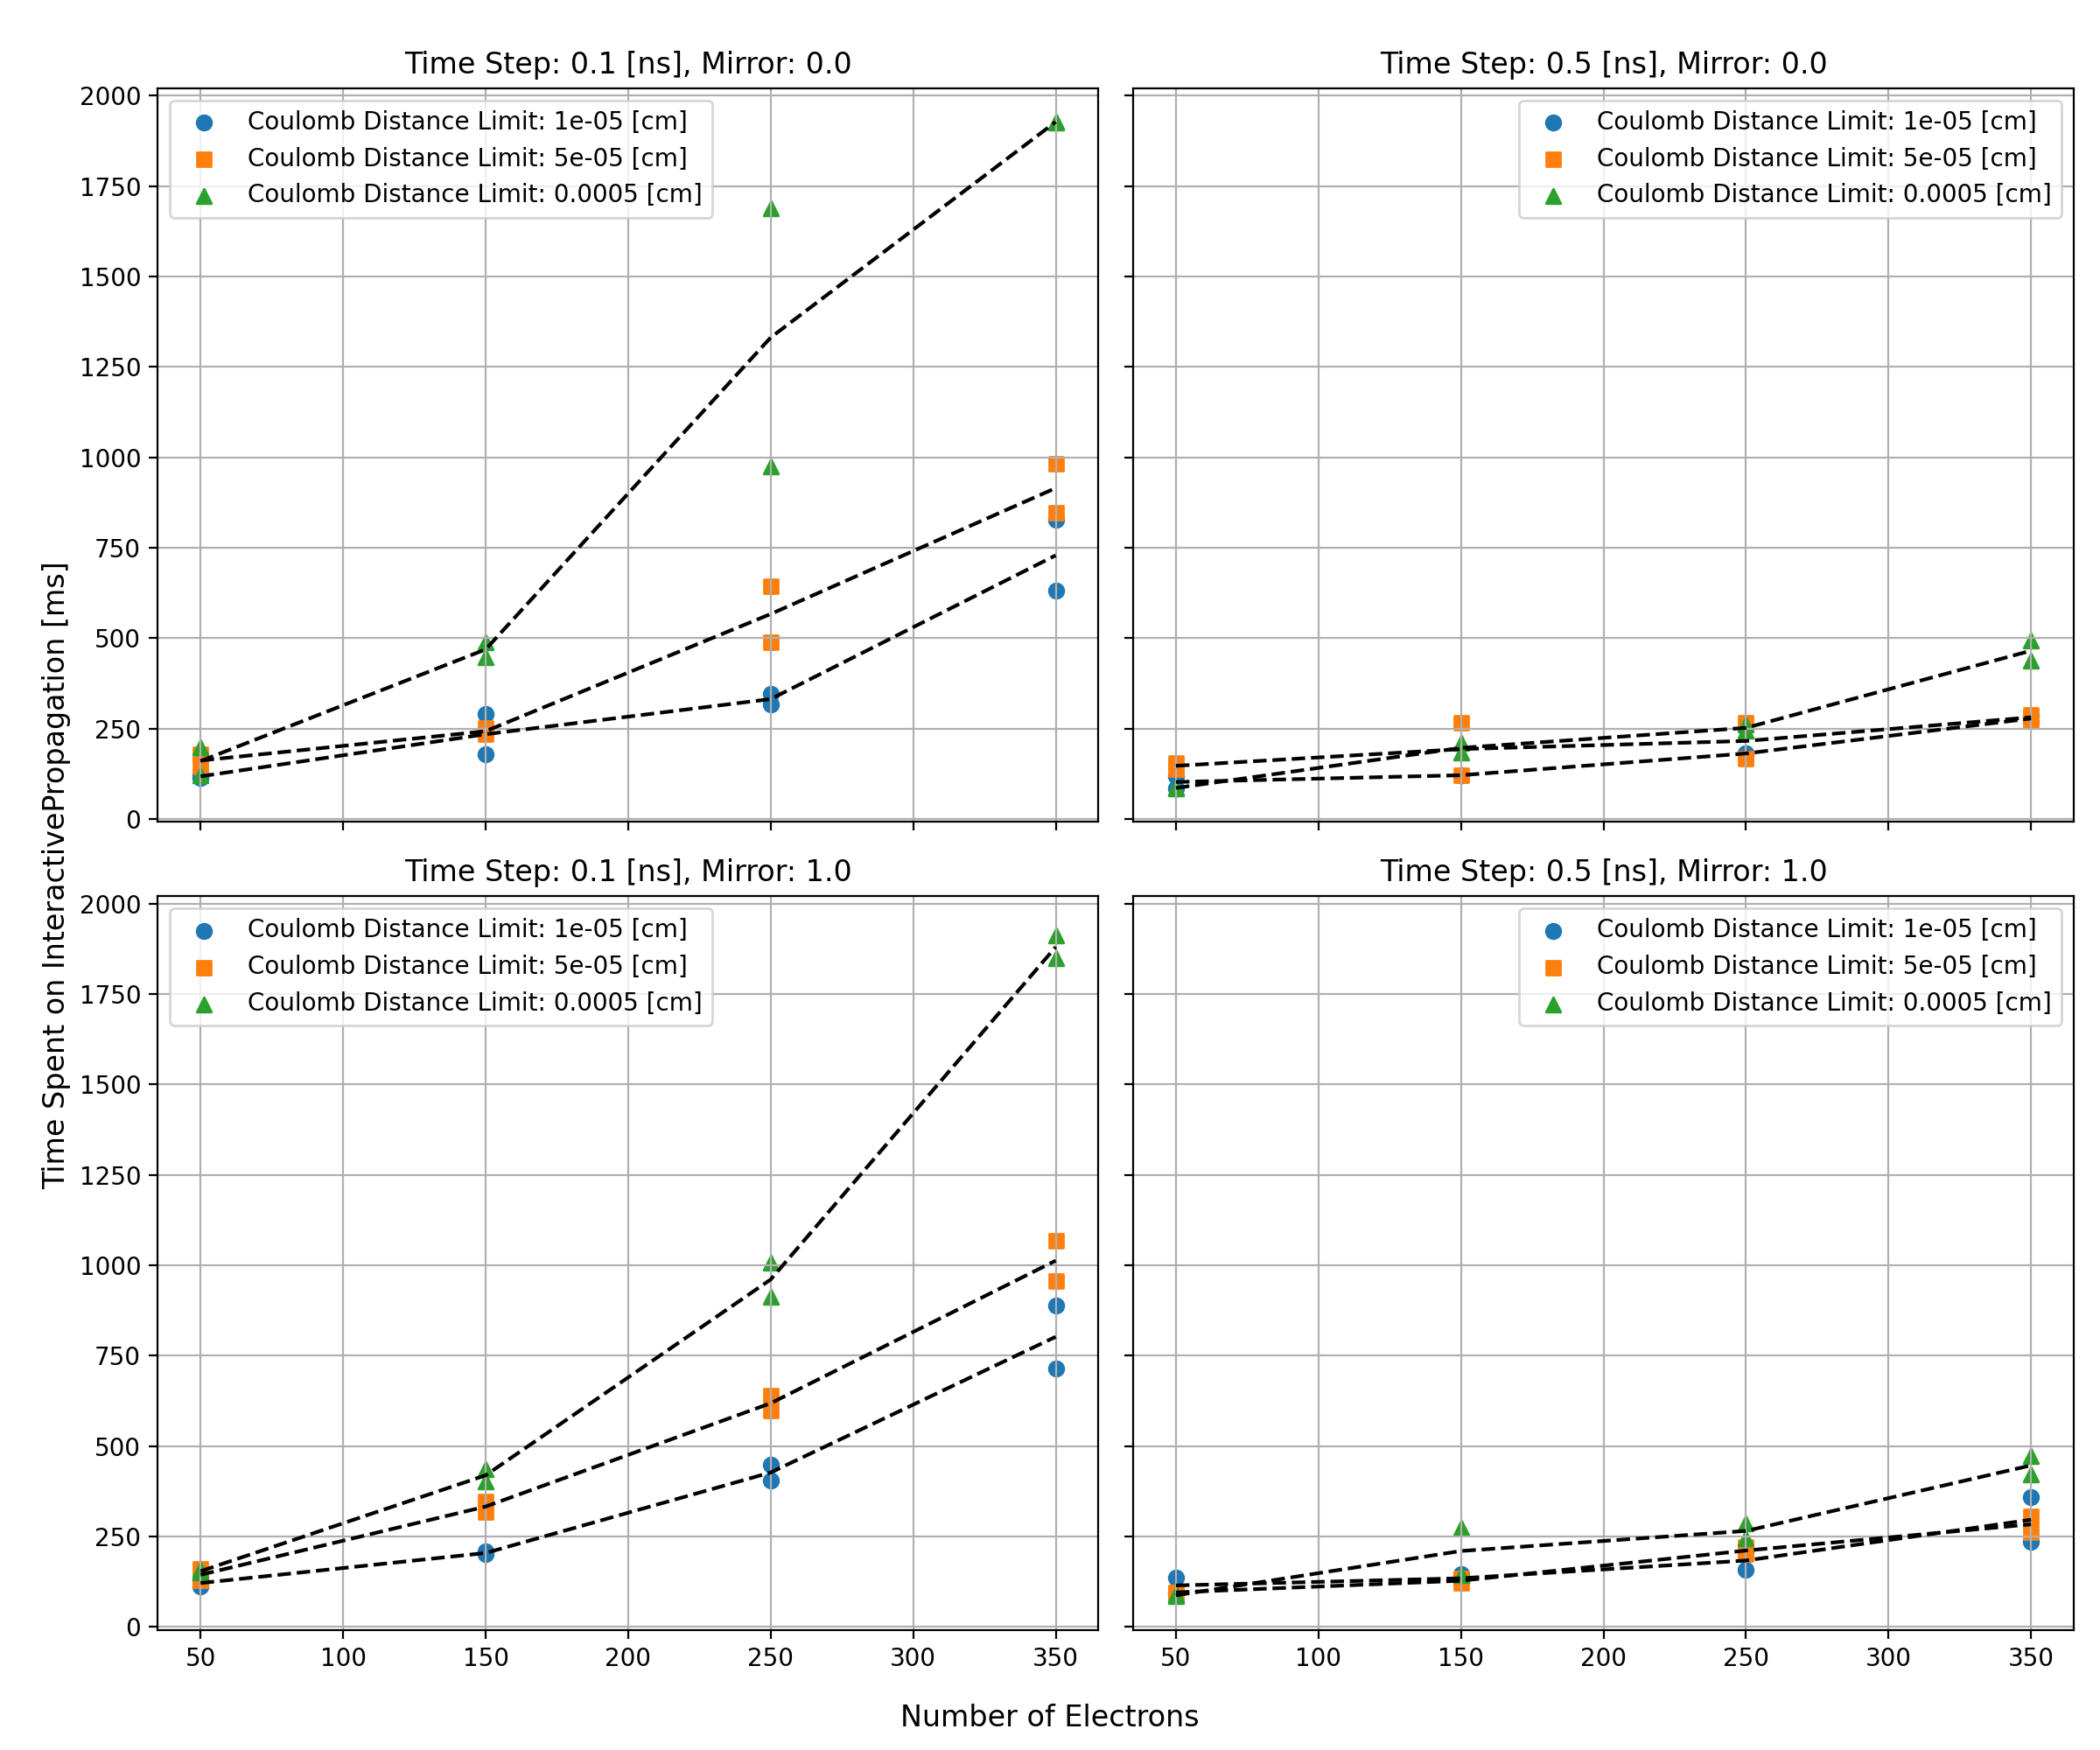 Time Step: 0.1 [ns], Mirror: 0.0
2000
1750
1500
1250
1000
750
500
250
0
Coulomb Distance Limit: 1e-05 [cm]
Coulomb Distance Limit: 5e-05 [cm]
Coulomb Distance Limit: 0.0005 [cm]
Time Step: 0.5 [ns], Mirror: 0.0
Coulomb Distance Limit: 1e-05 [cm]
Coulomb Distance Limit: 5e-05 [cm]
Coulomb Distance Limit: 0.0005 [cm]
Time Spent on InteractivePropagation [ms]
Time Step: 0.1 [ns], Mirror: 1.0
2000
1750
1500
1250
1000
750
500
250
0
Coulomb Distance Limit: 1e-05 [cm]
Coulomb Distance Limit: 5e-05 [cm]
Coulomb Distance Limit: 0.0005 [cm]
50 100 150 200 250 300 350
Time Step: 0.5 [ns], Mirror: 1.0
Coulomb Distance Limit: 1e-05 [cm]
Coulomb Distance Limit: 5e-05 [cm]
Coulomb Distance Limit: 0.0005 [cm]
50 100 150 200 250 300 350
Number of Electrons